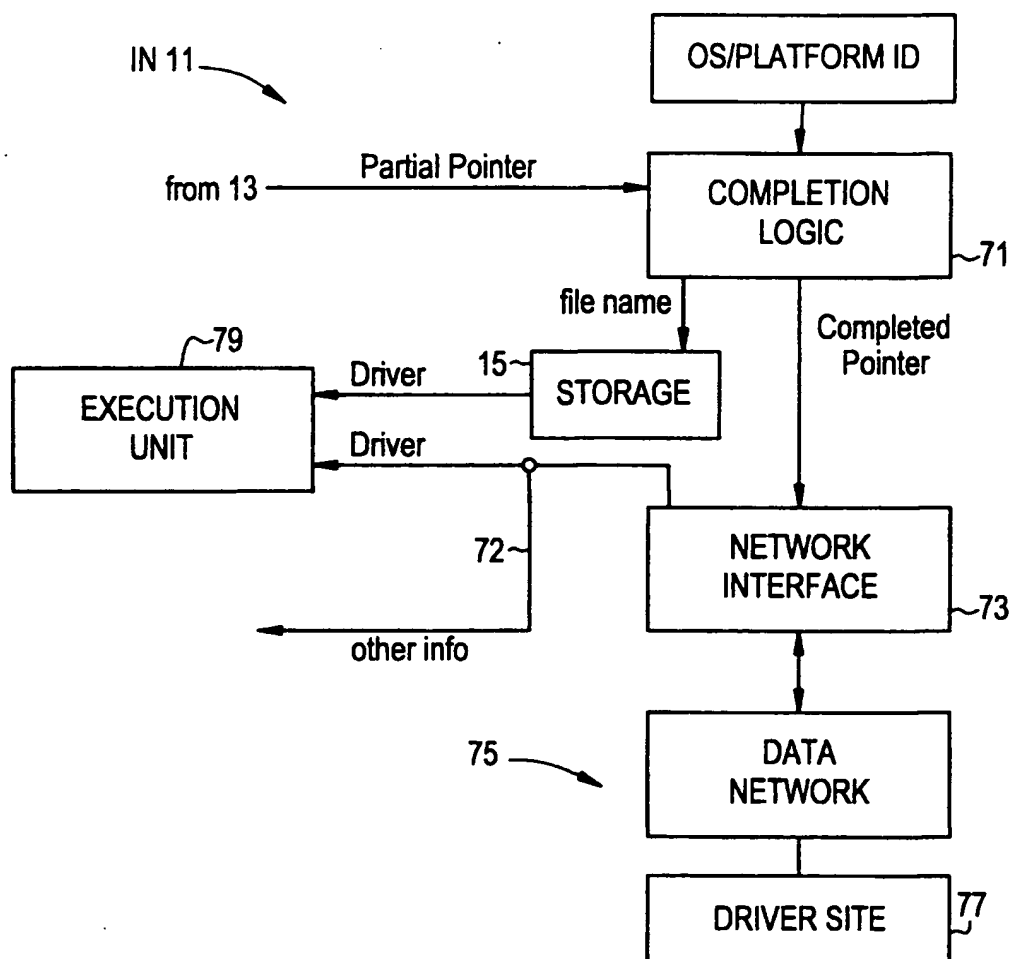 IN 11
OS/PLATFORM ID
from 13
Partial Pointer
COMPLETION
LOGIC
71
file name
Completed
Pointer
79
EXECUTION
UNIT
Driver
15
STORAGE
Driver
72
other info
NETWORK
INTERFACE
73
75
DATA
NETWORK
DRIVER SITE
77